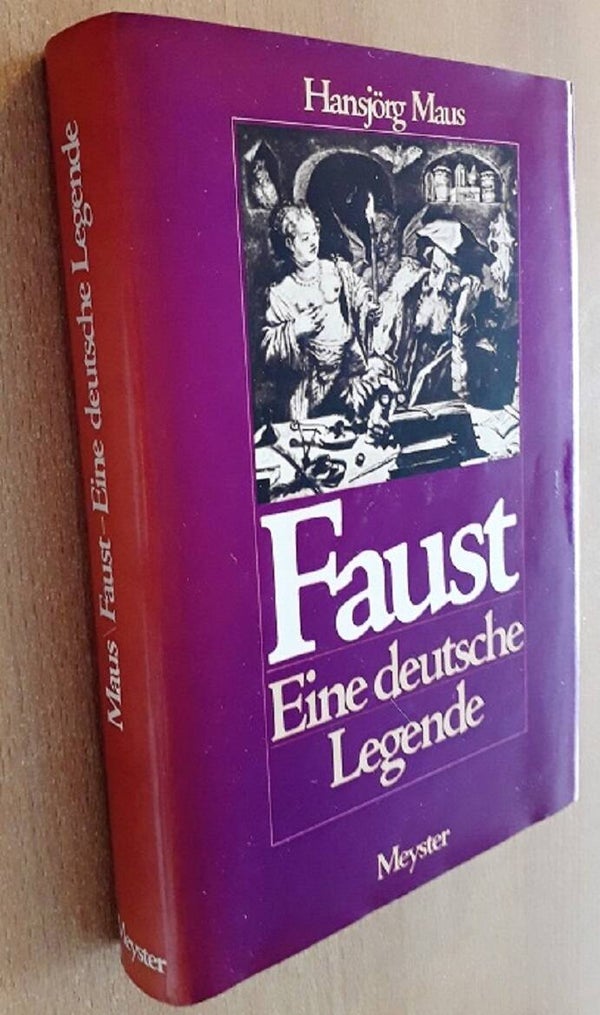 Hansjörg Maus
Faust
Eine deutsche
Legende
Meyster
Maus \ Faust – Eine deutsche Legende
Meyster